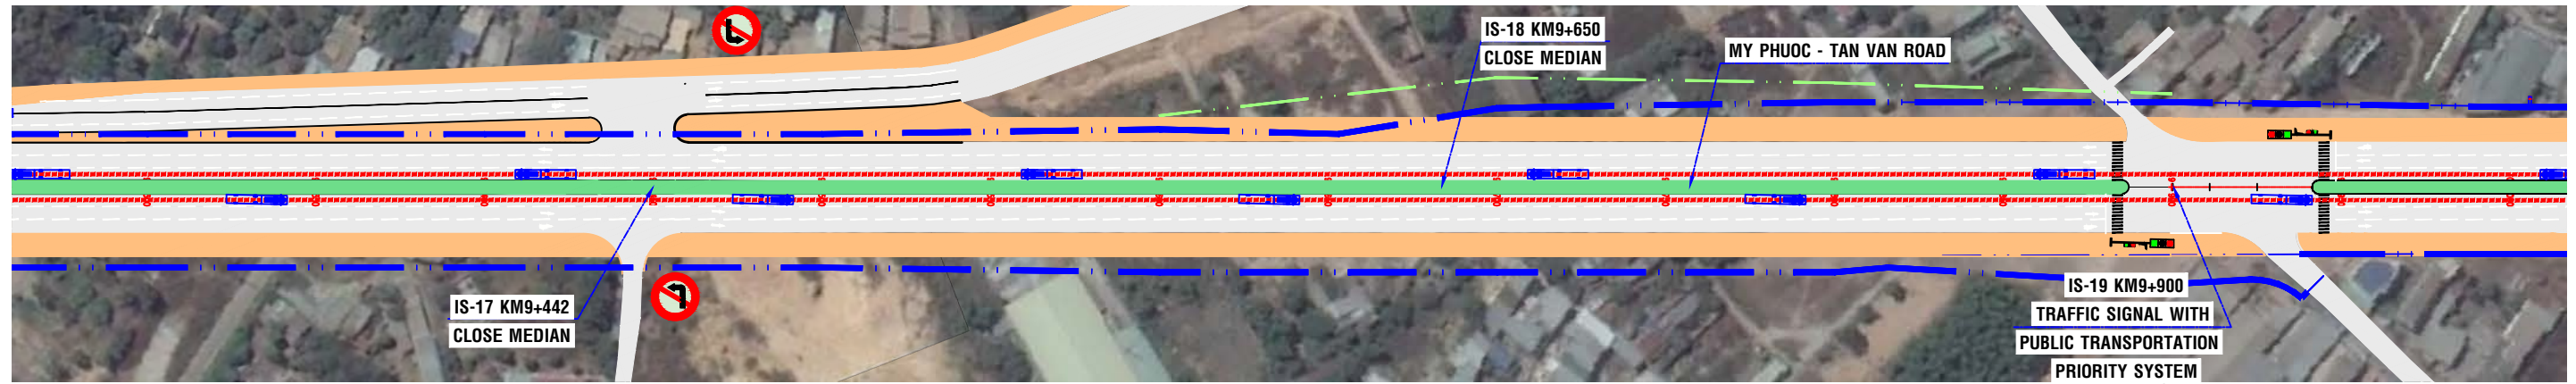 IS-18 KM9+650
CLOSE MEDIAN
MY PHUOC - TAN VAN ROAD
IS-17 KM9+442
CLOSE MEDIAN
IS-19 KM9+900
TRAFFIC SIGNAL WITH
PUBLIC TRANSPORTATION
PRIORITY SYSTEM